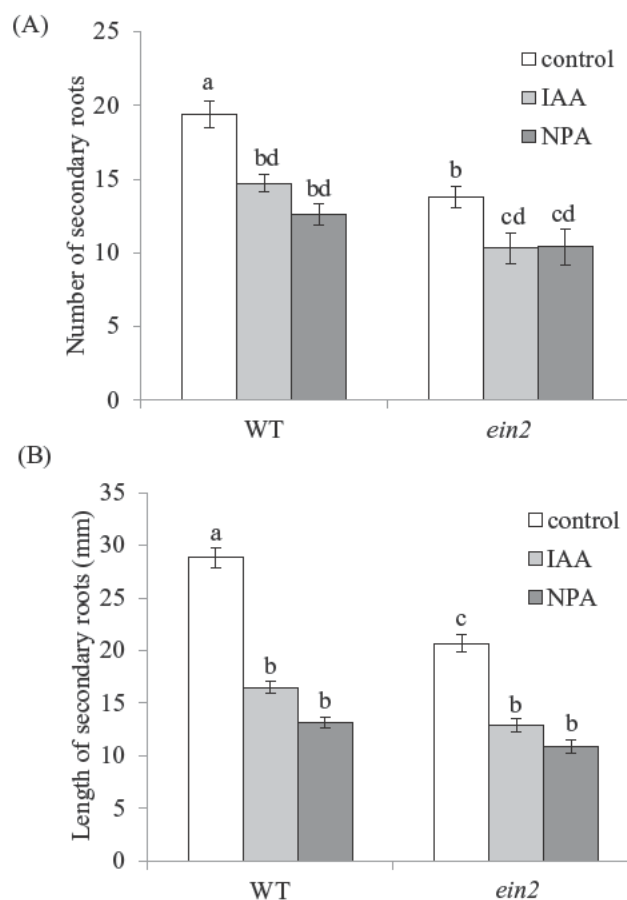 (A)
Number of secondary roots
25
20
15
10
5
0
control
IAA
NPA
a
bd
bd
b
cd
cd
WT
ein2
(B)
Length of secondary roots (mm)
35
30
25
20
15
10
5
0
control
IAA
NPA
a
b
b
c
b
b
WT
ein2